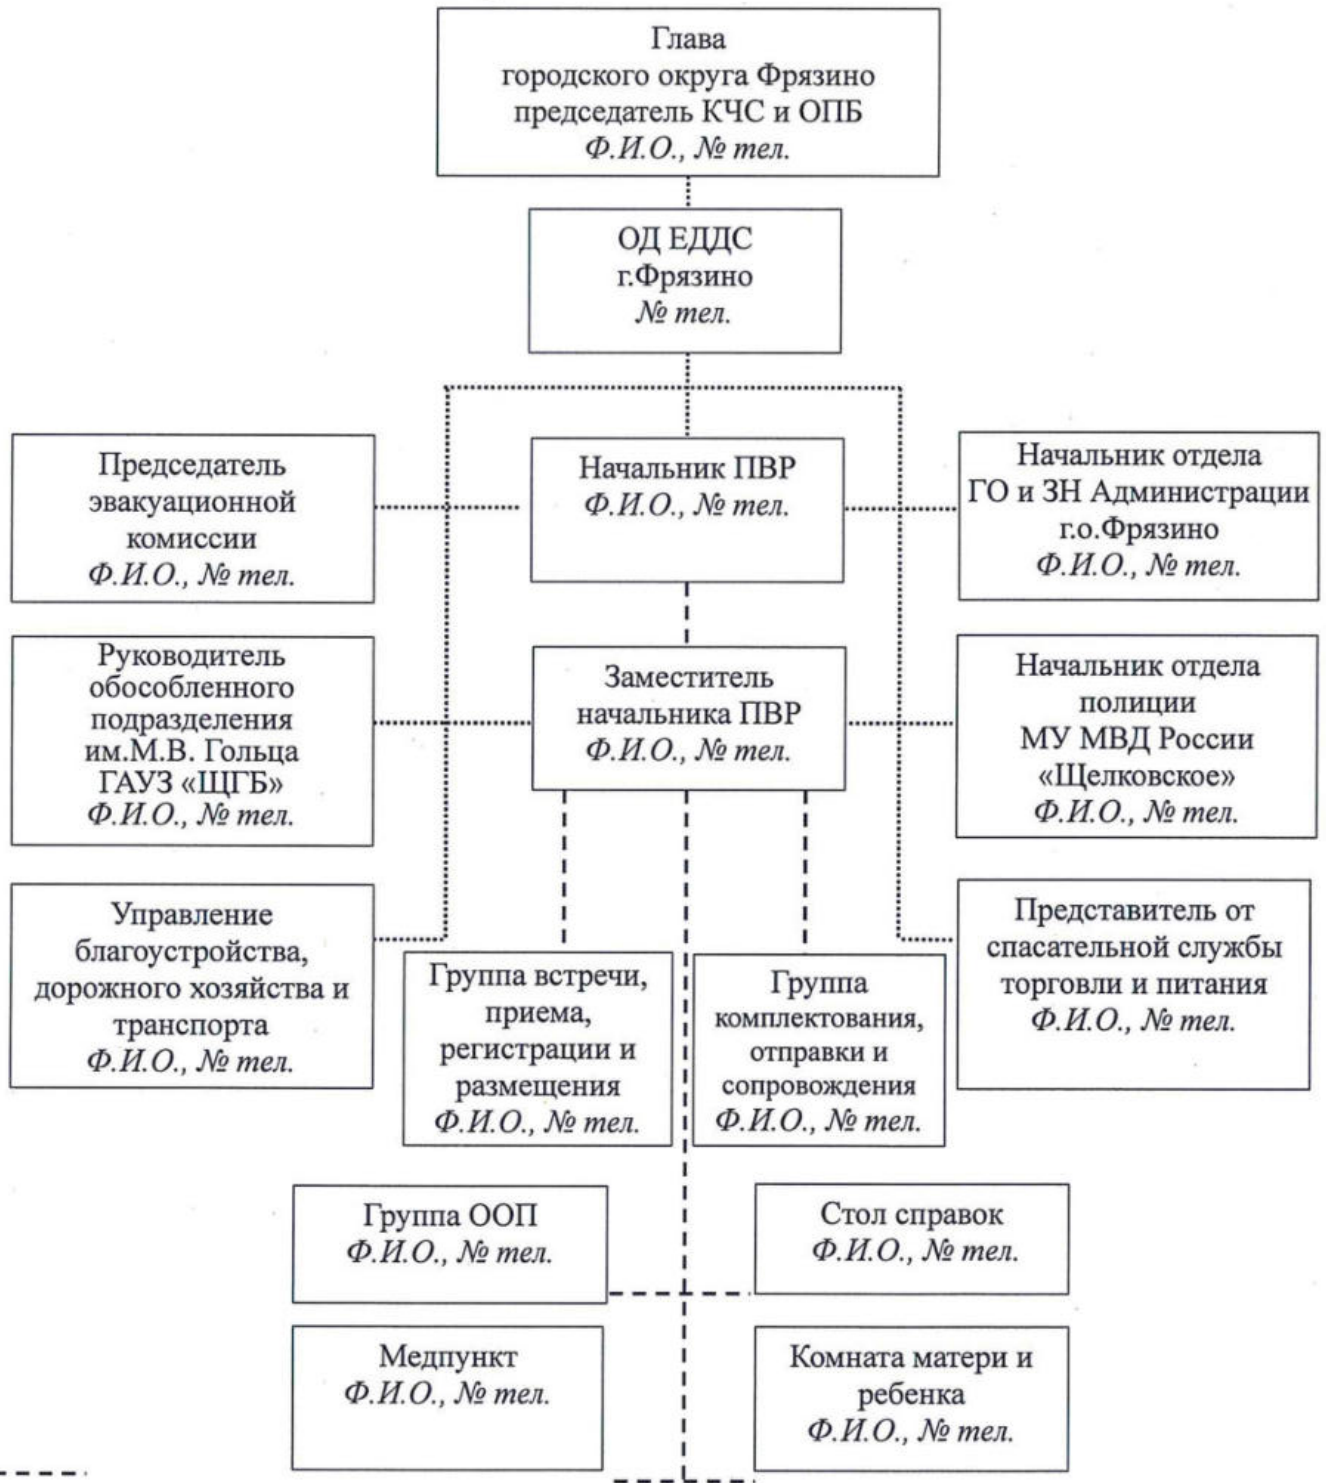 Глава
городского округа Фрязино
председатель КЧС и ОПБ
Ф.И.О., № тел.
ОД ЕДДС
г.Фрязино
№ тел.
Председатель
эвакуационной
комиссии
Ф.И.О., № тел.
Начальник ПВР
Ф.И.О., № тел.
Начальник отдела
ГО и ЗН Администрации
г.о.Фрязино
Ф.И.О., № тел.
Руководитель
обособленного
подразделения
им.М.В. Гольца
ГАУЗ «ЩГБ»
Ф.И.О., № тел.
Заместитель
начальника ПВР
Ф.И.О., № тел.
Начальник отдела
полиции
МУ МВД России
«Щелковское»
Ф.И.О., № тел.
Управление
благоустройства,
дорожного хозяйства и
транспорта
Ф.И.О., № тел.
Группа встречи,
приема,
регистрации и
размещения
Ф.И.О., № тел.
Группа
комплектования,
отправки и
сопровождения
Ф.И.О., № тел.
Представитель от
спасательной службы
торговли и питания
Ф.И.О., № тел.
Группа ООП
Ф.И.О., № тел.
Стол справок
Ф.И.О., № тел.
Медпункт
Ф.И.О., № тел.
Комната матери и
ребенка
Ф.И.О., № тел.